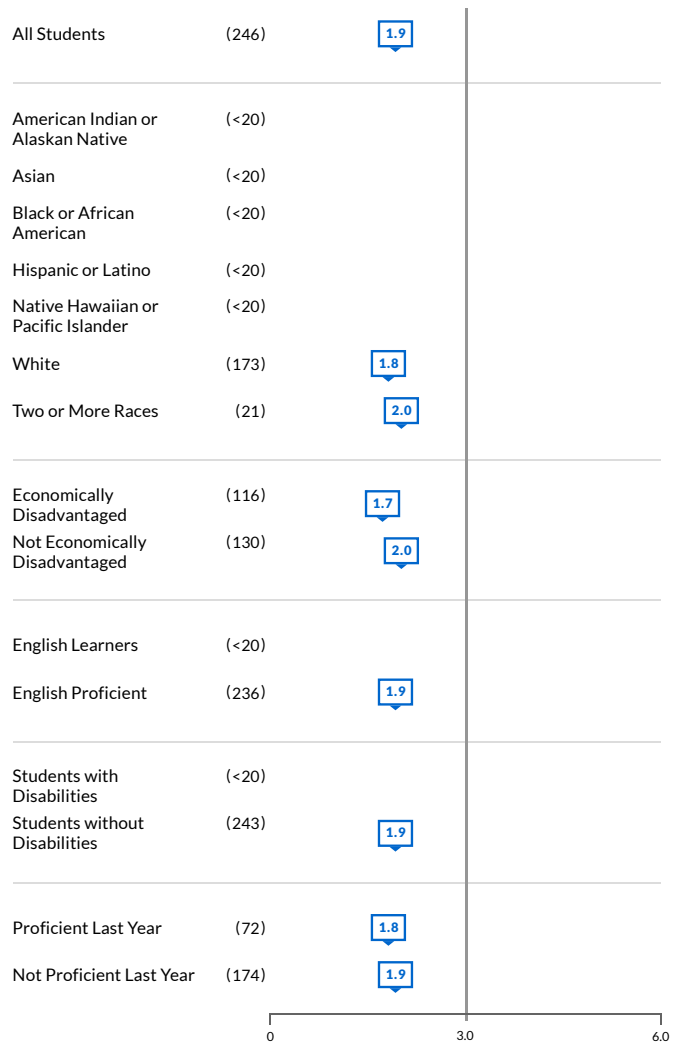 All Students (246) 1.9
American Indian or (<20)
Alaskan Native
Asian (<20)
Black or African (<20)
American
Hispanic or Latino (<20)
Native Hawaiian or (<20)
Pacific Islander
White (173) 1.8
Two or More Races (21) 2.0
Economically (116) 1.7
Disadvantaged
Not Economically (130) 2.0
Disadvantaged
English Learners (<20)
English Proficient (236) 1.9
Students with (<20)
Disabilities
Students without (243) 1.9
Disabilities
Proficient Last Year (72) 1.8
Not Proficient Last Year (174) 1.9
0 3.0 6.0